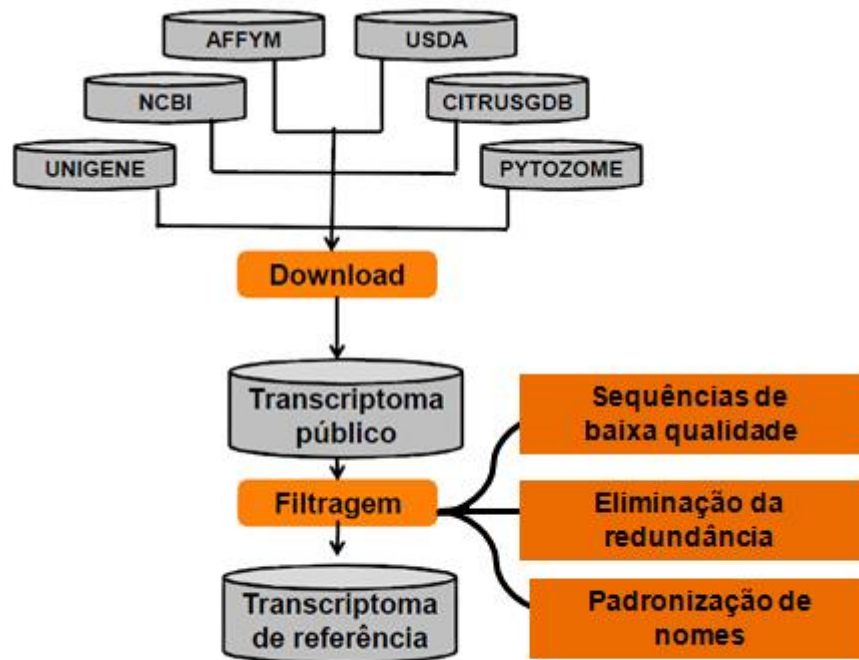 AFFYM
USDA
NCBI
CITRUSGDB
UNIGENE
PYTOZOME
Download
Transcriptoma
público
Sequências de
baixa qualidade
Filtragem
Eliminação da
redundância
Transcriptoma
de referência
Padronização de
nomes